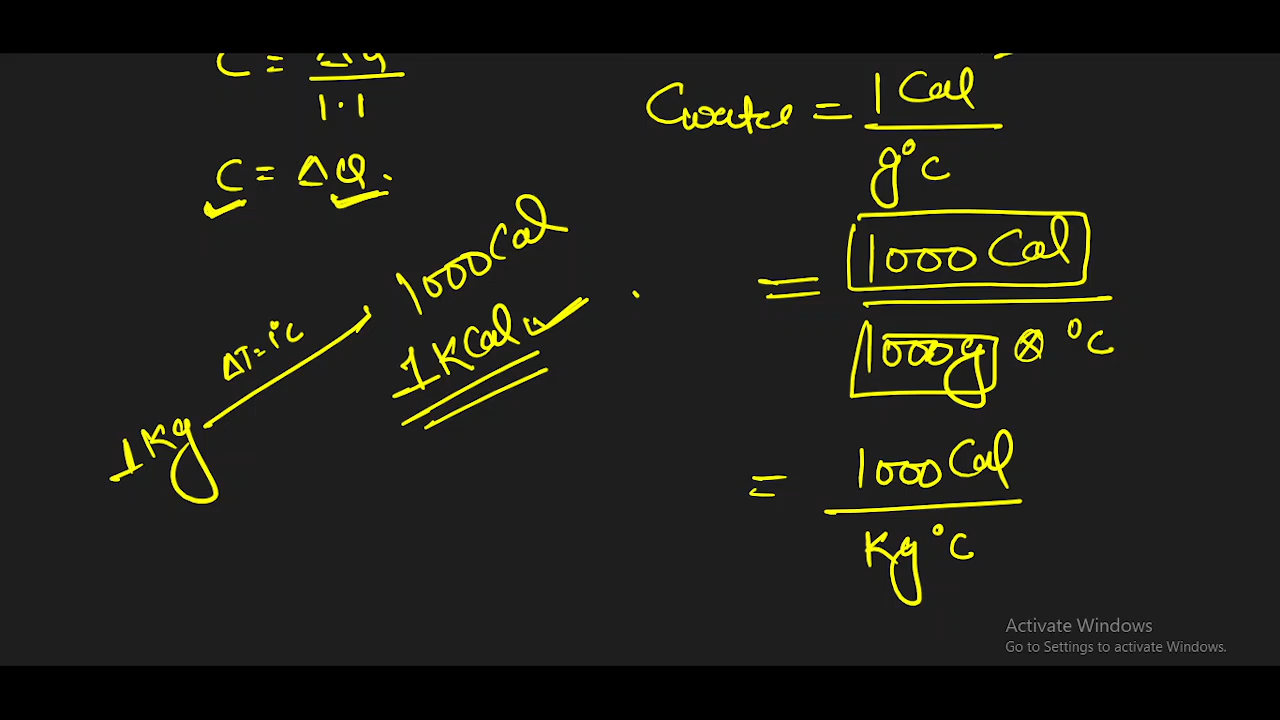 C = ΔQ
1·1
C = ΔQ.
1000 Cal
1 KCal
ΔT=1°C
1 Kg
Cwater = 1 Cal
g°C
= 1000 Cal
1000g ⊗ °C
= 1000 Cal
Kg °C
Activate Windows
Go to Settings to activate Windows.